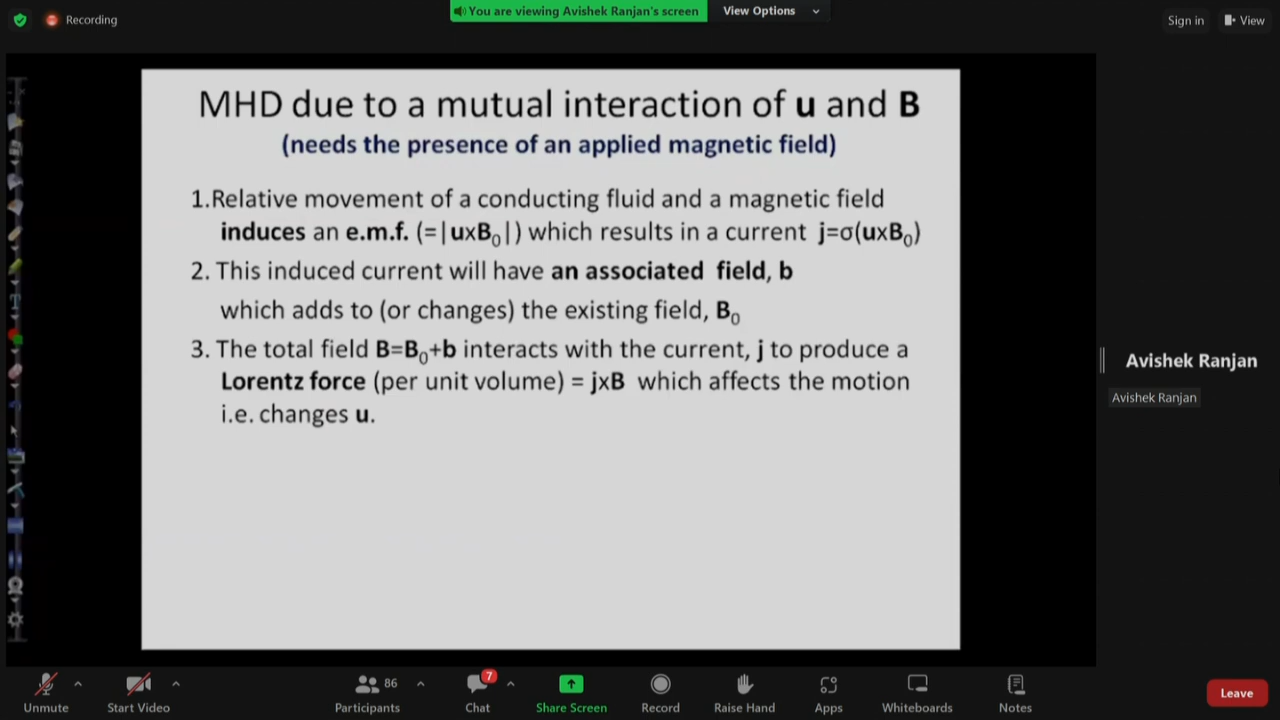 Recording
You are viewing Avishek Ranjan's screen
View Options
Sign in
View
MHD due to a mutual interaction of u and B
(needs the presence of an applied magnetic field)
1.Relative movement of a conducting fluid and a magnetic field
induces an e.m.f. (=|uxB₀|) which results in a current j=σ(uxB₀)
2. This induced current will have an associated field, b
which adds to (or changes) the existing field, B₀
3. The total field B=B₀+b interacts with the current, j to produce a
Lorentz force (per unit volume) = jxB which affects the motion
i.e. changes u.
Avishek Ranjan
Avishek Ranjan
Unmute
Start Video
86
Participants
7
Chat
Share Screen
Record
Raise Hand
Apps
Whiteboards
Notes
Leave